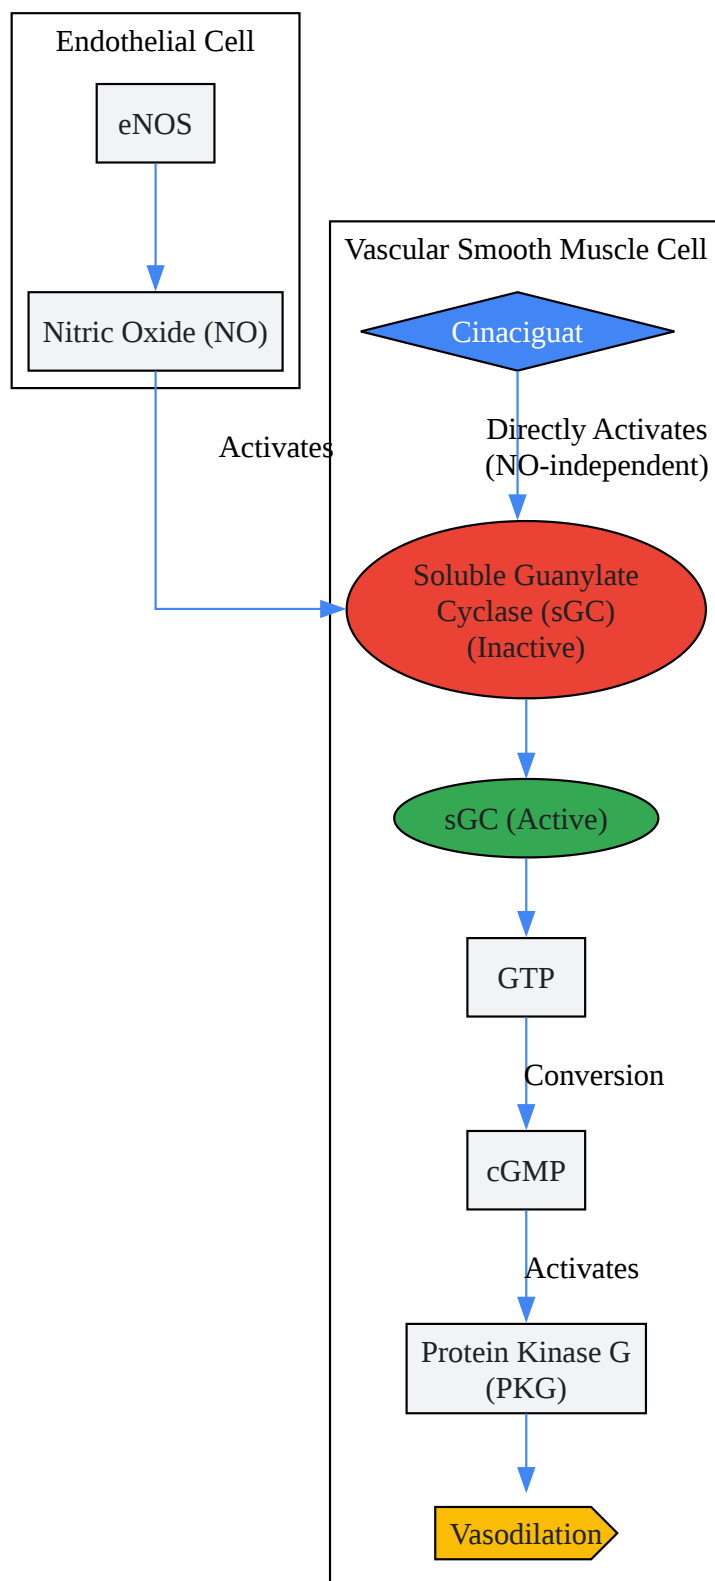 Endothelial Cell
eNOS
Nitric Oxide (NO)
Activates
Vascular Smooth Muscle Cell
Cinaciguat
Directly Activates
(NO-independent)
Soluble Guanylate
Cyclase (sGC)
(Inactive)
sGC (Active)
GTP
Conversion
cGMP
Activates
Protein Kinase G
(PKG)
Vasodilation